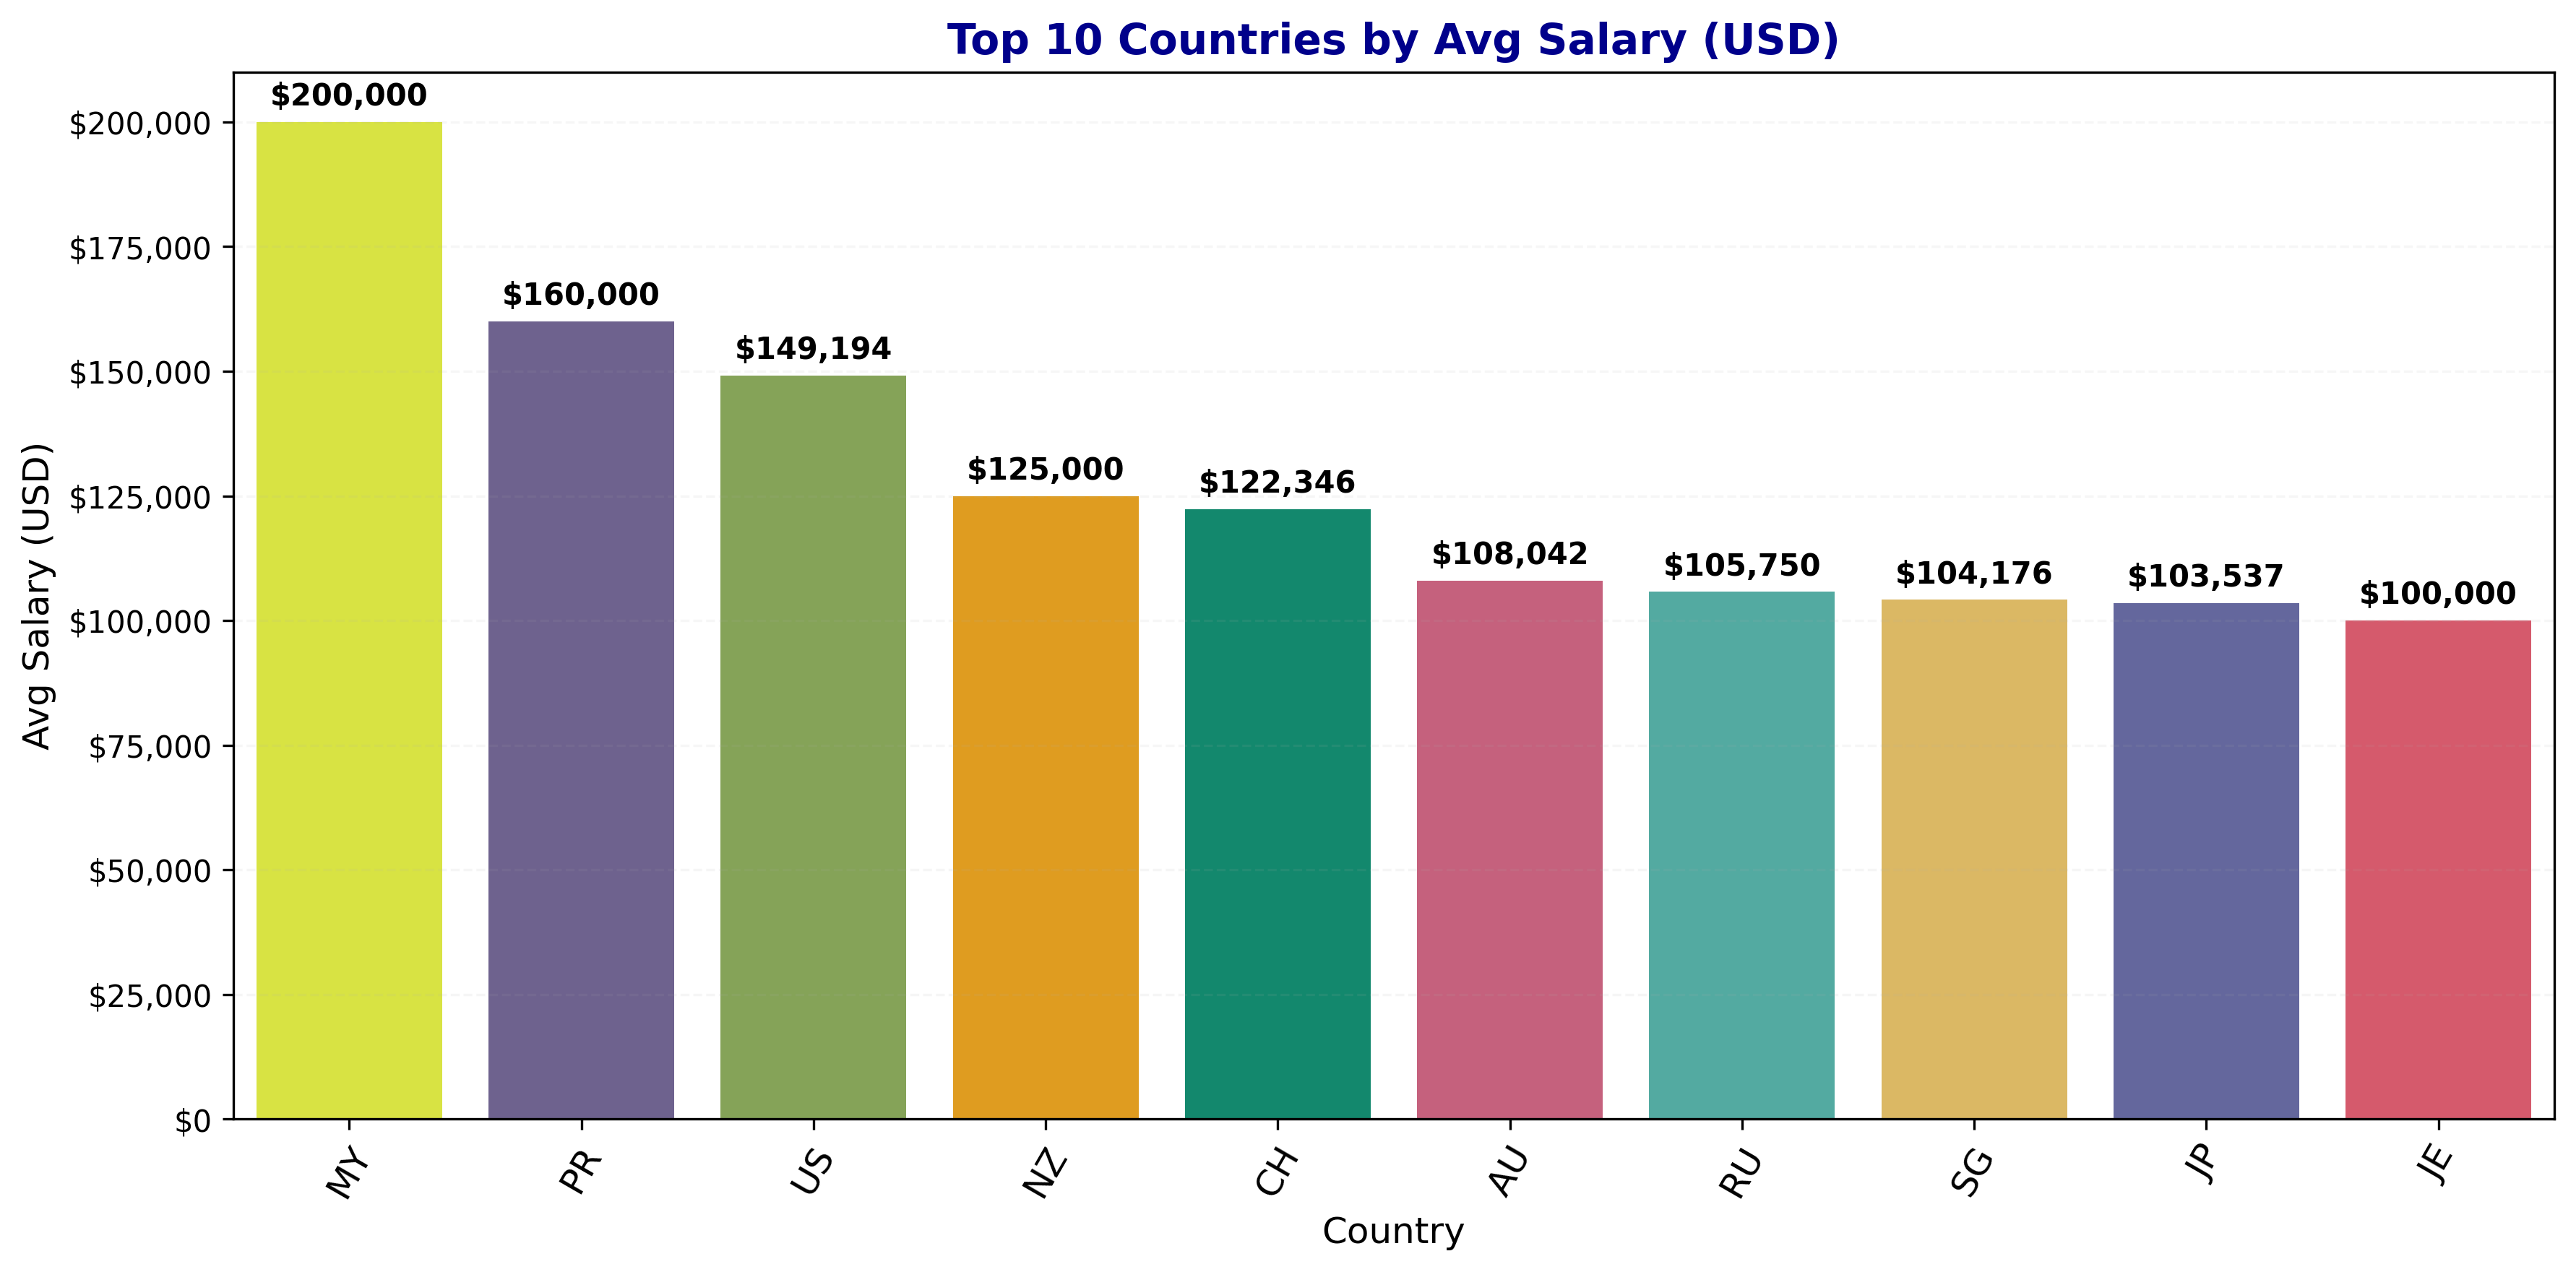 Top 10 Countries by Avg Salary (USD)
Avg Salary (USD)
$200,000
$175,000
$150,000
$125,000
$100,000
$75,000
$50,000
$25,000
$0
$200,000
$160,000
$149,194
$125,000
$122,346
$108,042
$105,750
$104,176
$103,537
$100,000
MY
PR
US
NZ
CH
AU
RU
SG
JP
JE
Country